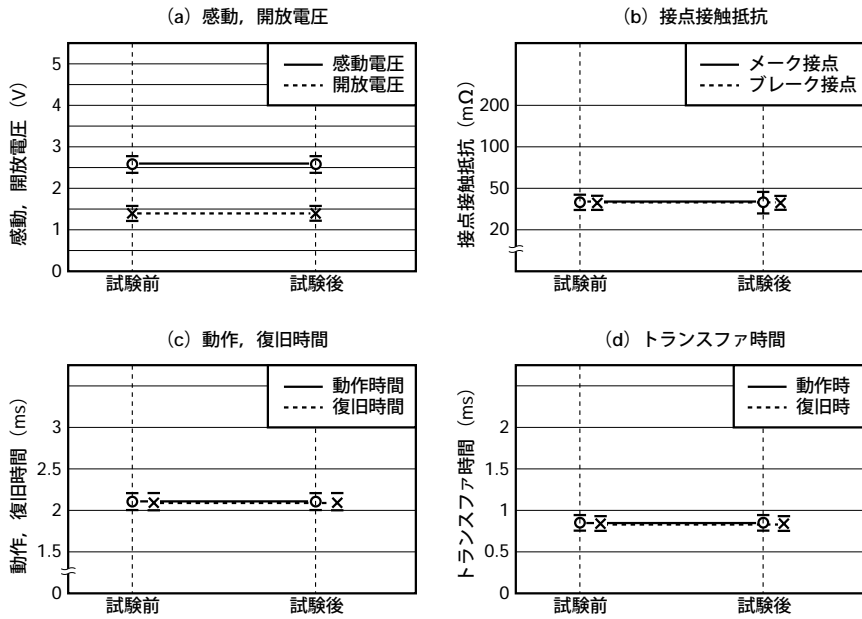 (a) 感動，開放電圧
感動，開放電圧 (V)
5
4
3
2
1
0
感動電圧
開放電圧
試験前
試験後
(b) 接点接触抵抗
接点接触抵抗 (mΩ)
200
100
50
20
メーク接点
ブレーク接点
試験前
試験後
(c) 動作，復旧時間
動作，復旧時間 (ms)
3
2.5
2
1.5
0
動作時間
復旧時間
試験前
試験後
(d) トランスファ時間
トランスファ時間 (ms)
2
1.5
1
0.5
0
動作時
復旧時
試験前
試験後